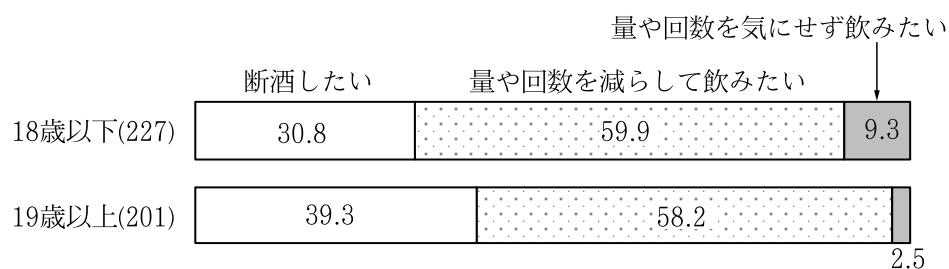 量や回数を気にせず飲みたい
断酒したい 量や回数を減らして飲みたい
18歳以下(227) 30.8 59.9 9.3
19歳以上(201) 39.3 58.2
2.5